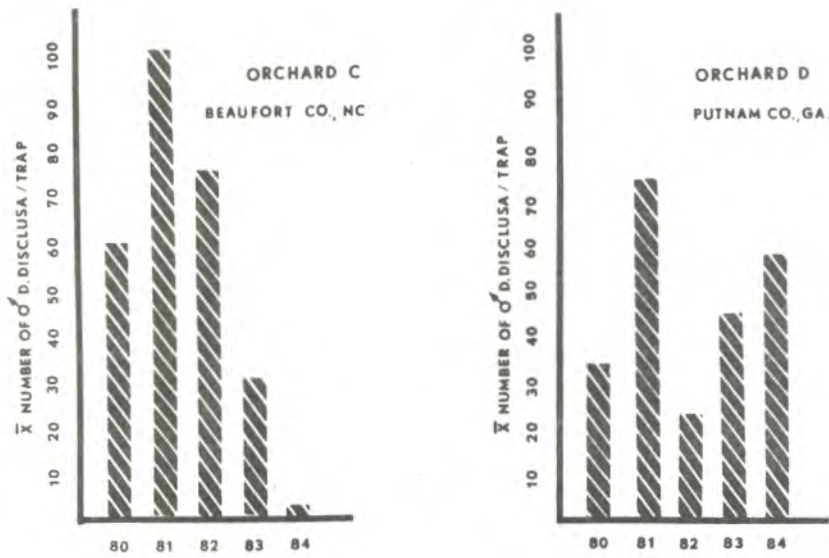 X̄ NUMBER OF ♂ D. DISCLUSA / TRAP
100
90
80
70
60
50
40
30
20
10
ORCHARD C
BEAUFORT CO., NC
80 81 82 83 84
X̄ NUMBER OF ♂ D. DISCLUSA / TRAP
100
90
80
70
60
50
40
30
20
10
ORCHARD D
PUTNAM CO., GA.
80 81 82 83 84